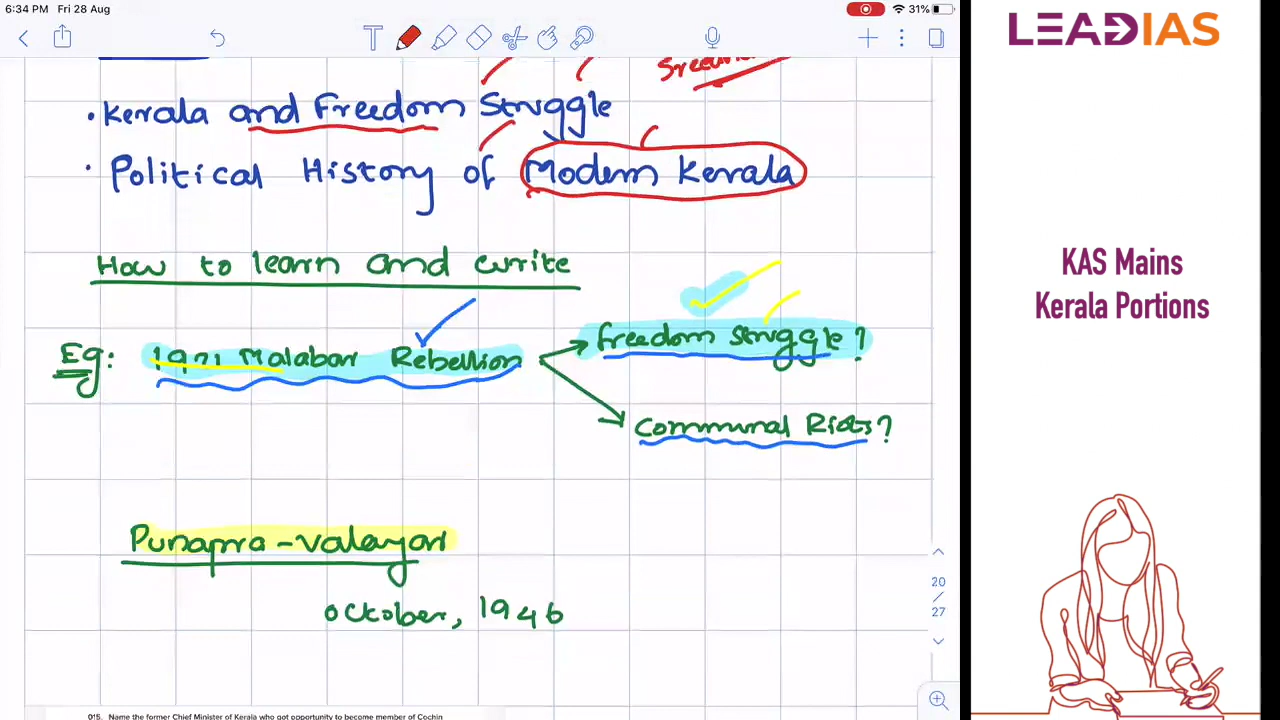 6:34 PM Fri 28 Aug
31%
LEADIAS
Kerala and Freedom Struggle
Political History of Modern Kerala
How to learn and write
Eg: 1921 Malabar Rebellion
Freedom Struggle?
Communal Riots?
Punapra-Valayar
October, 1946
20
/
27
015. Name the former Chief Minister of Kerala who got opportunity to become member of Cochin
KAS Mains
Kerala Portions